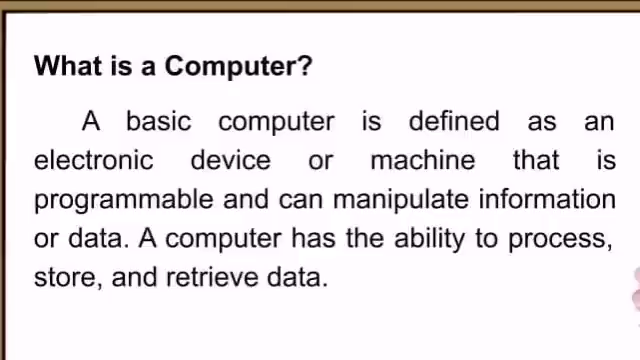 What is a Computer?
A basic computer is defined as an
electronic device or machine that is
programmable and can manipulate information
or data. A computer has the ability to process,
store, and retrieve data.